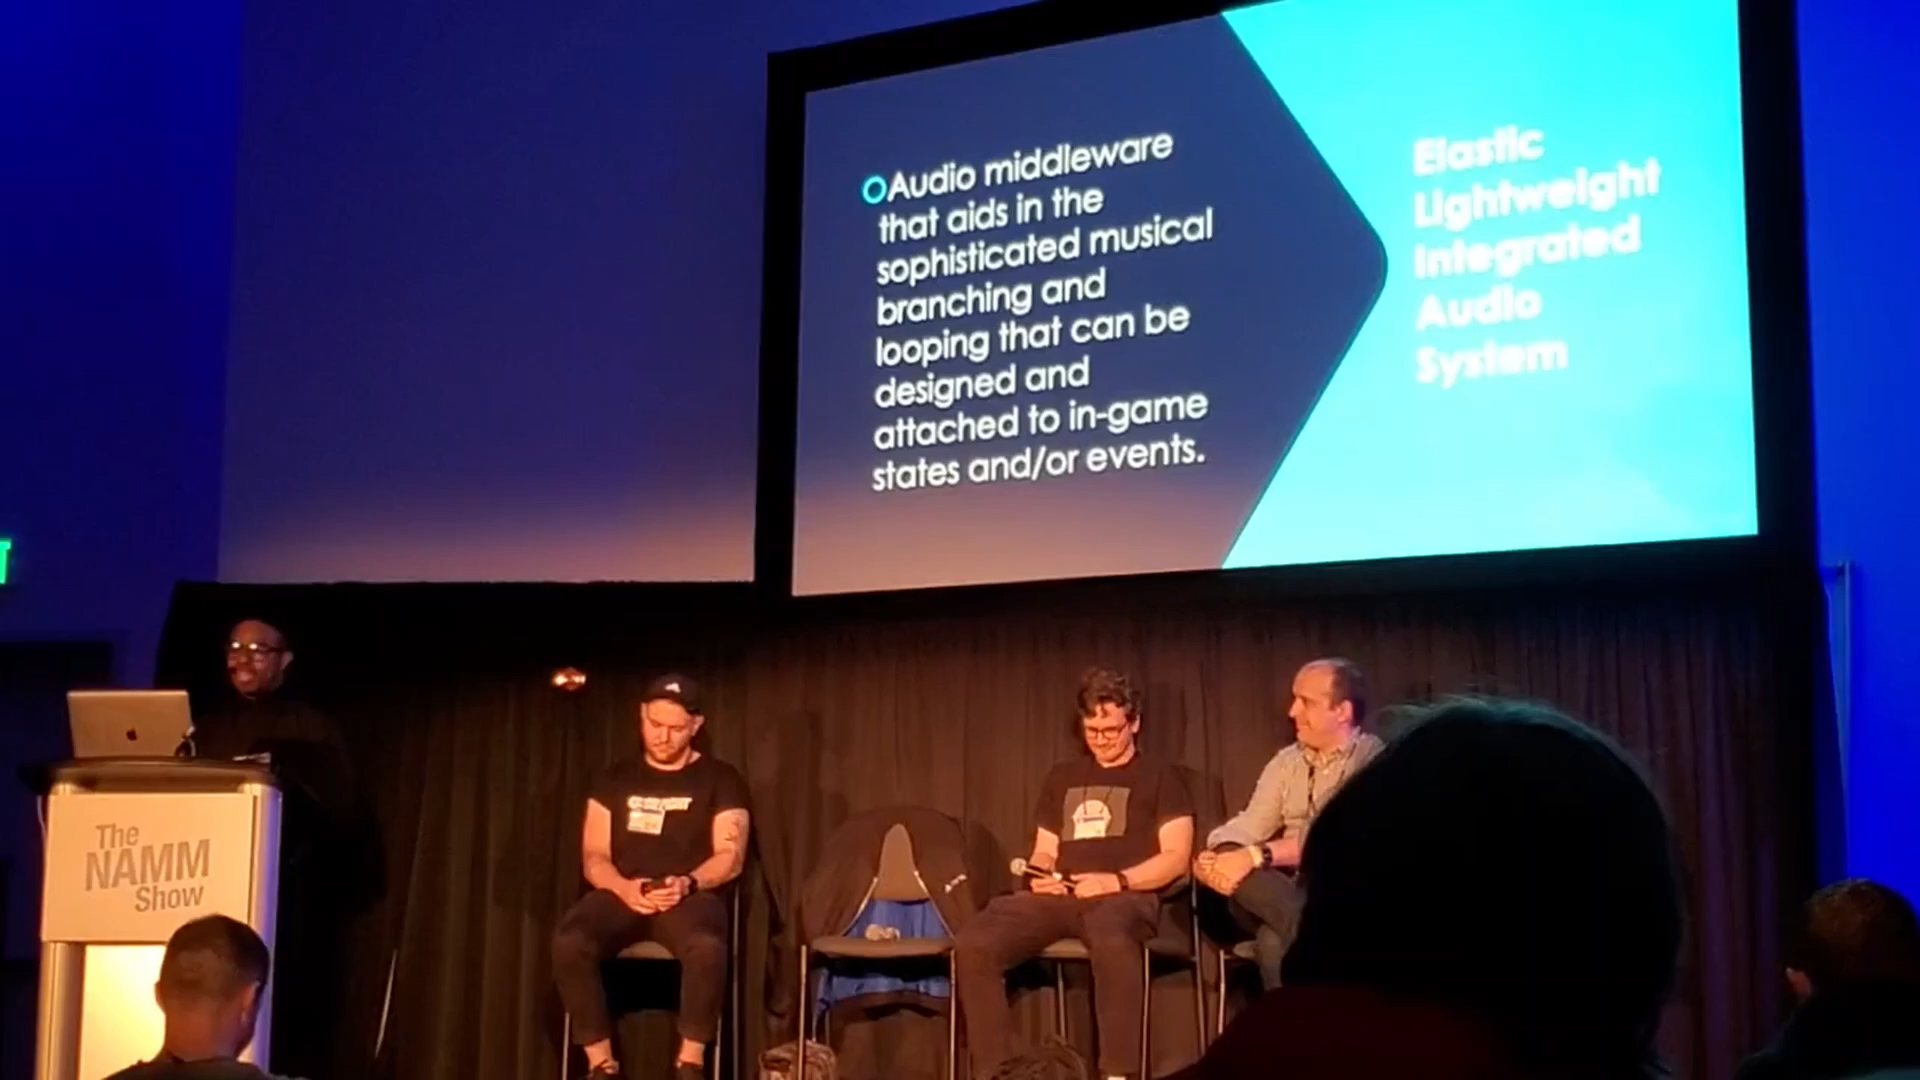 Audio middleware
that aids in the
sophisticated musical
branching and
looping that can be
designed and
attached to in-game
states and/or events.
Elastic
Lightweight
Integrated
Audio
System
The
NAMM
Show